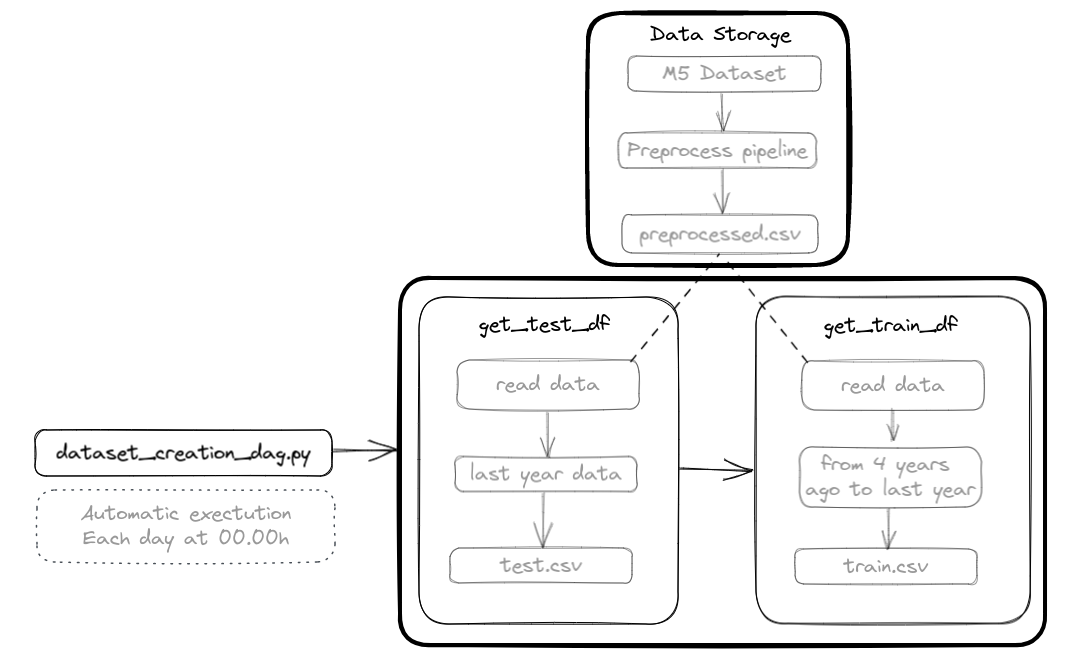 Data Storage
M5 Dataset
Preprocess pipeline
preprocessed.csv
get_test_df
read data
last year data
test.csv
get_train_df
read data
from 4 years
ago to last year
train.csv
dataset_creation_dag.py
Automatic exectution
Each day at 00.00h